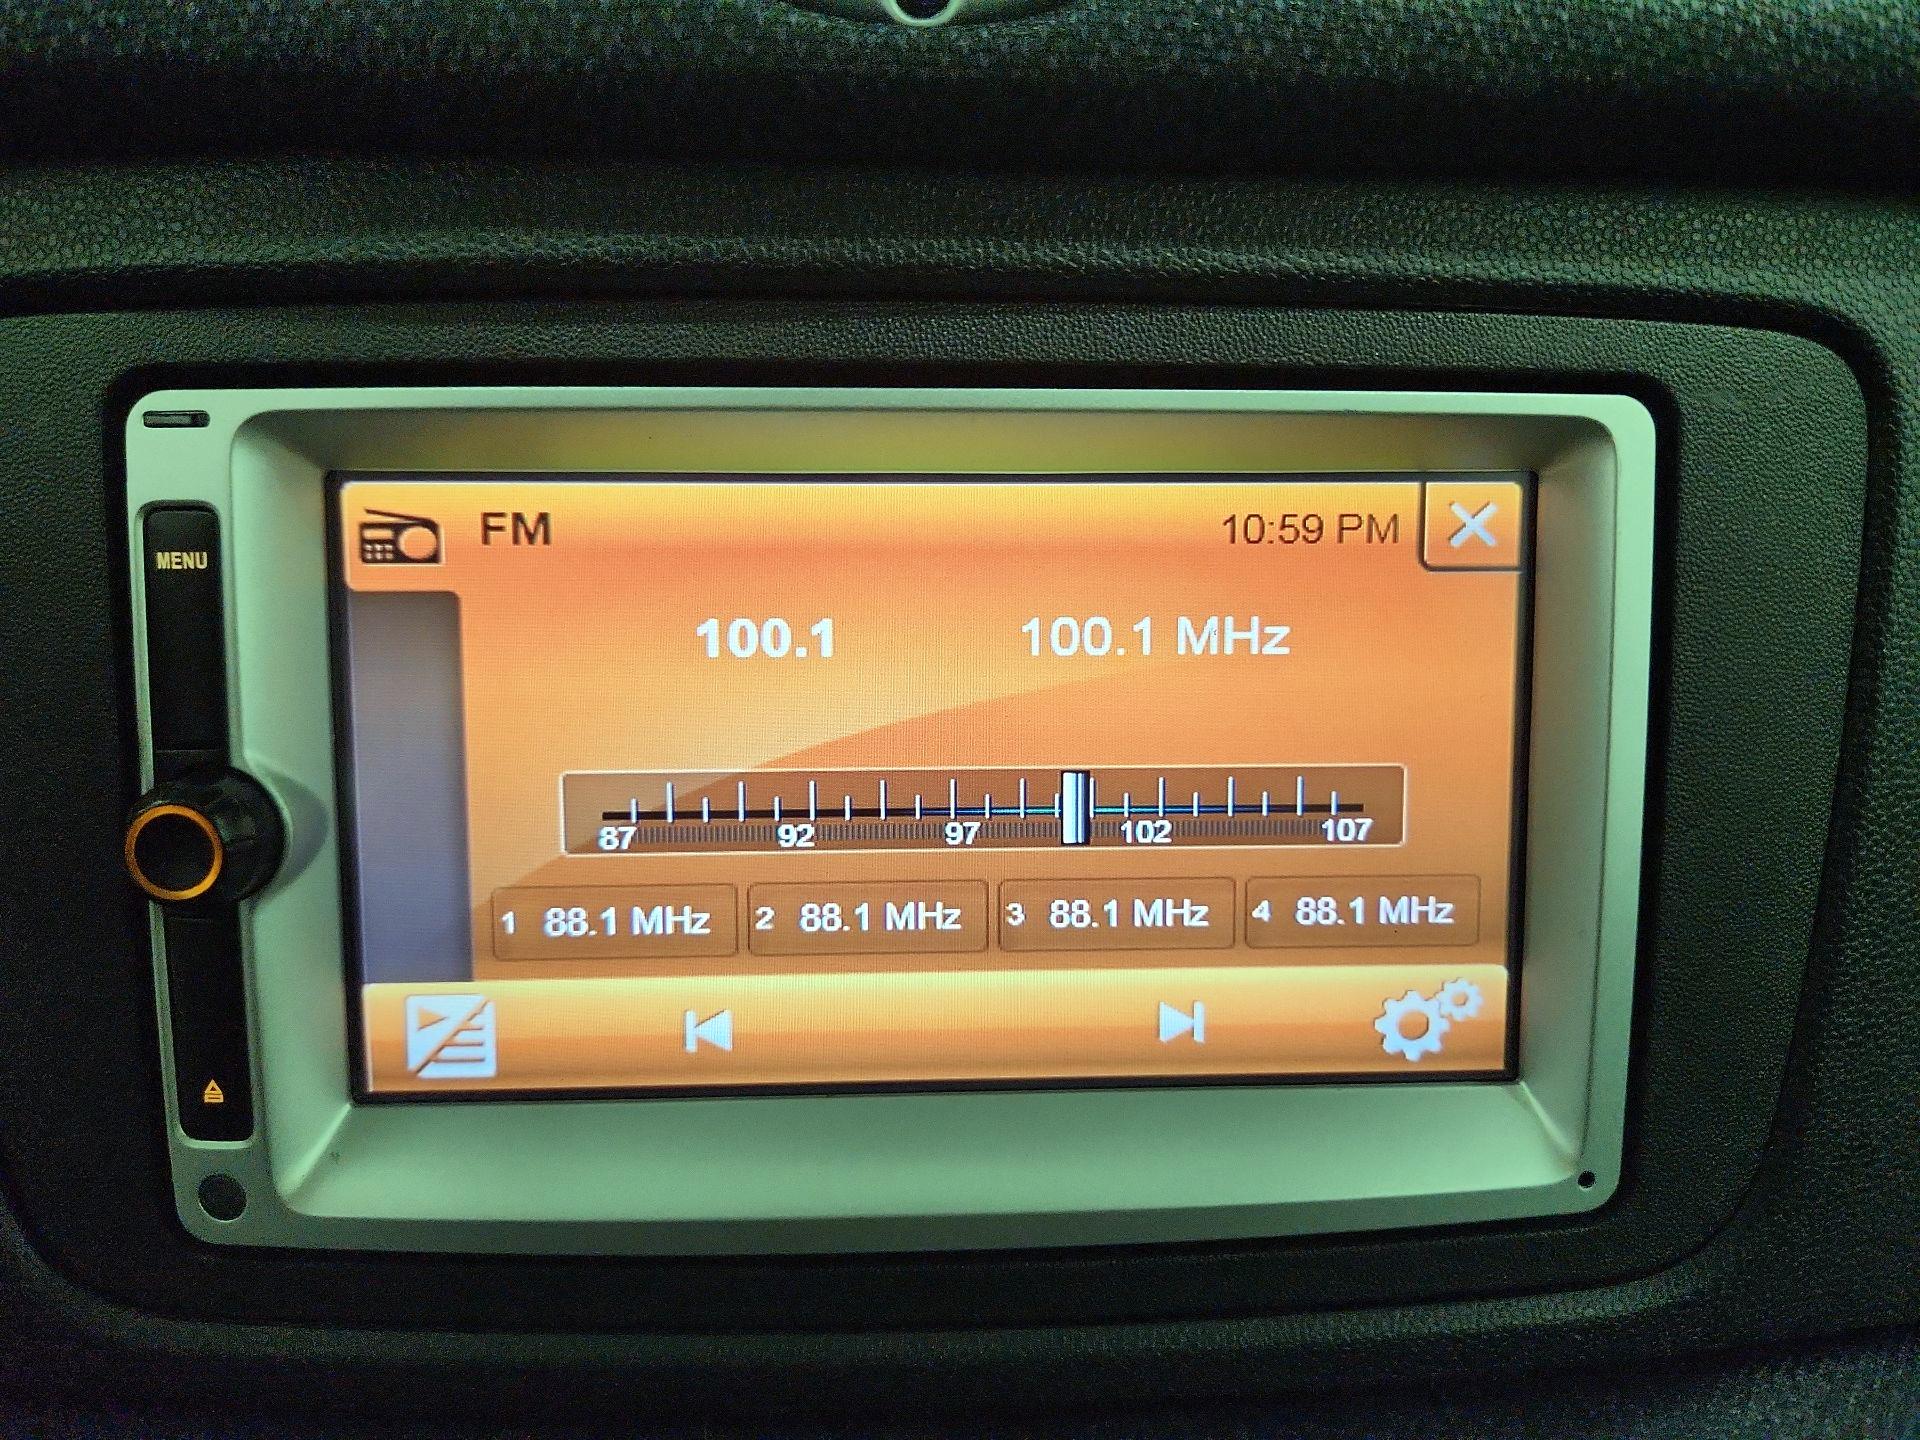 MENU
FM
10:59 PM
100.1
100.1 MHz
87 92 97 102 107
1 88.1 MHz
2 88.1 MHz
3 88.1 MHz
4 88.1 MHz